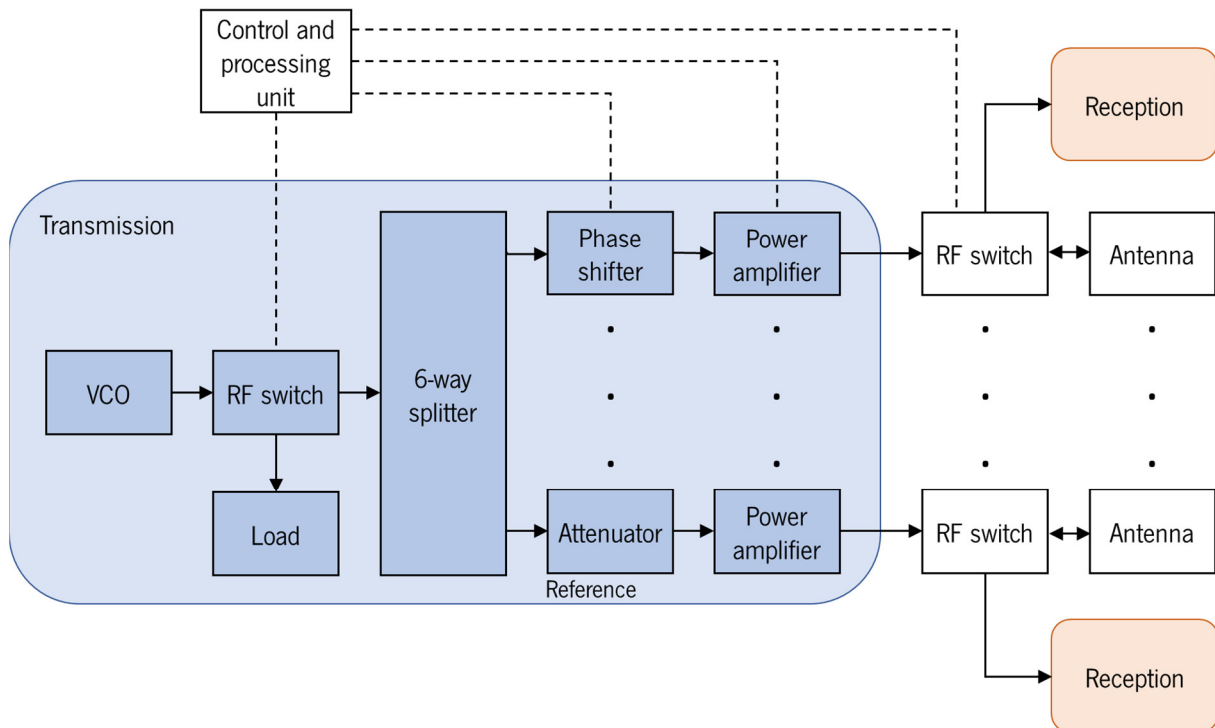 Control and
processing
unit
Reception
Transmission
Phase
shifter
Power
amplifier
RF switch
Antenna
VCO
RF switch
6-way
splitter
Load
Attenuator
Power
amplifier
RF switch
Antenna
Reference
Reception